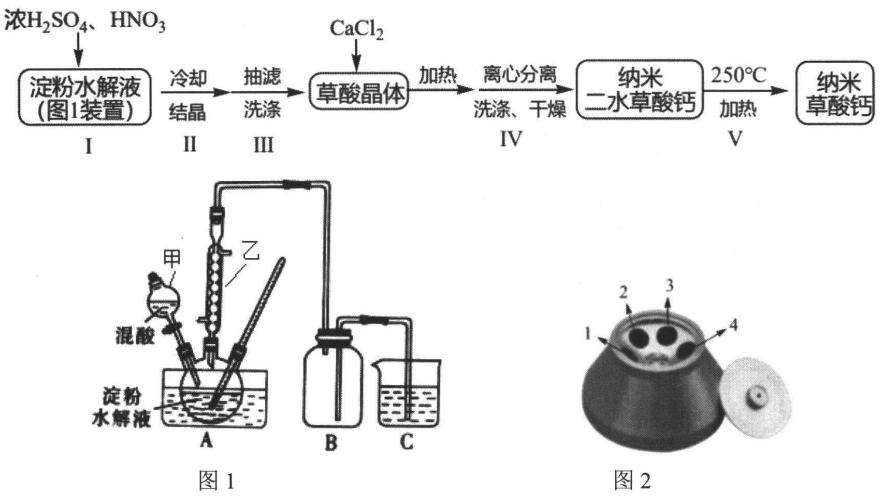 浓H₂SO₄、HNO₃
CaCl₂
淀粉水解液
(图1装置)
冷却
结晶
抽滤
洗涤
草酸晶体
加热
离心分离
洗涤、干燥
纳米
二水草酸钙
250℃
加热
纳米
草酸钙
I
II
III
IV
V
甲
乙
混酸
淀粉
水解液
A
B
C
图1
1
2
3
4
图2